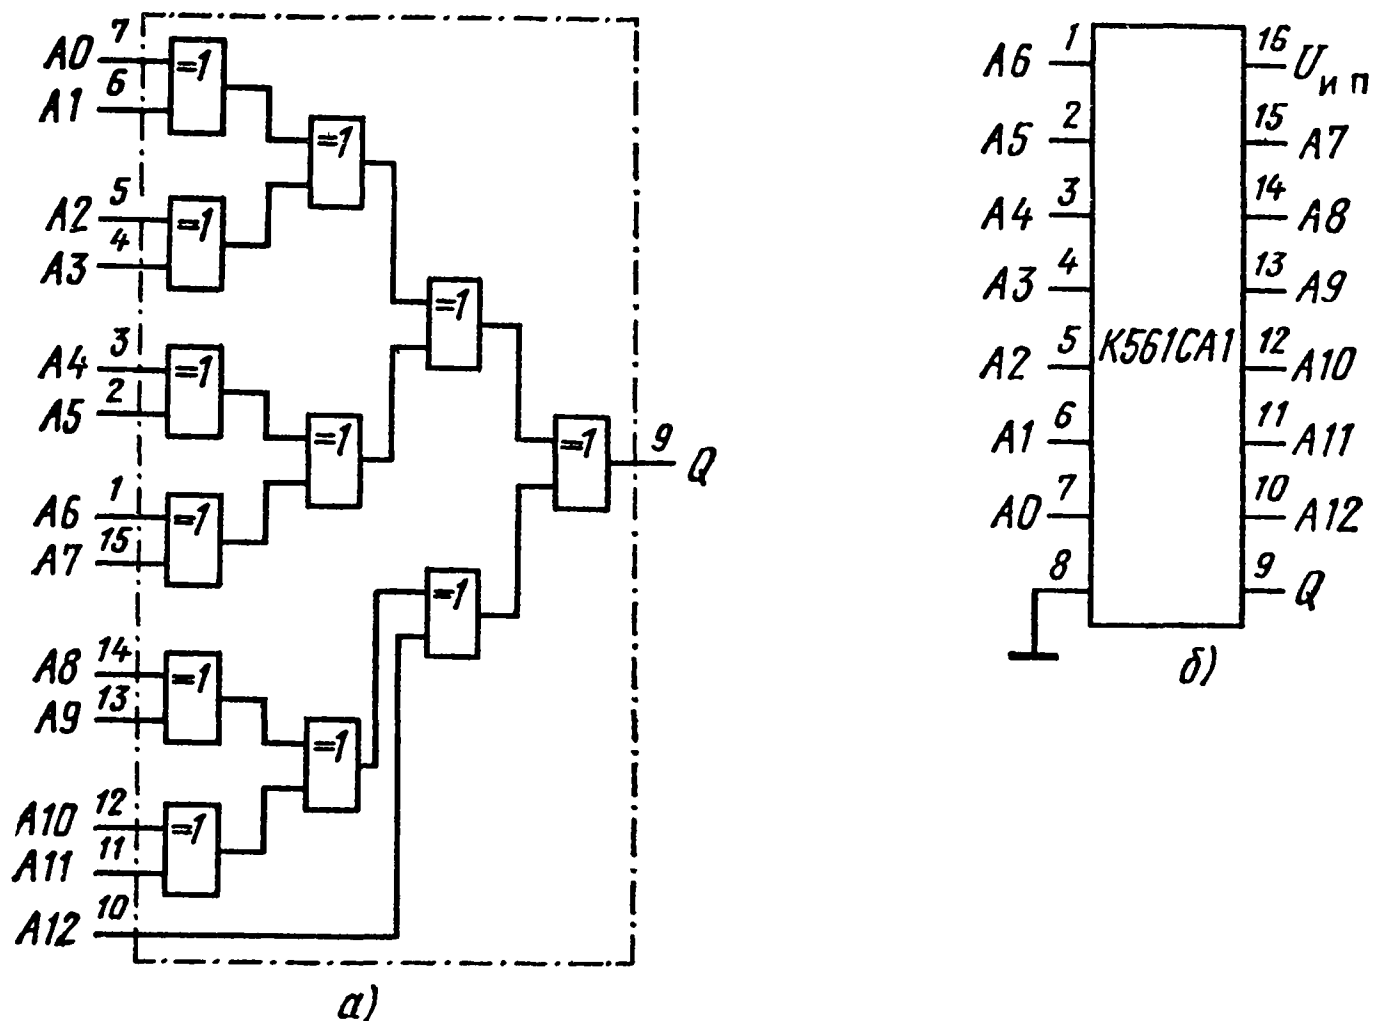 A0 7
=1
A1 6
=1
A2 5
=1
A3 4
=1
A4 3
=1
A5 2
=1
=1
9 Q
A6 1
=1
A7 15
=1
A8 14
=1
A9 13
=1
A10 12
=1
A11 11
A12 10
а)
A6 1
16 Uи п
A5 2
15 A7
A4 3
14 A8
A3 4
13 A9
К561СА1
A2 5
12 A10
A1 6
11 A11
A0 7
10 A12
8
9 Q
б)